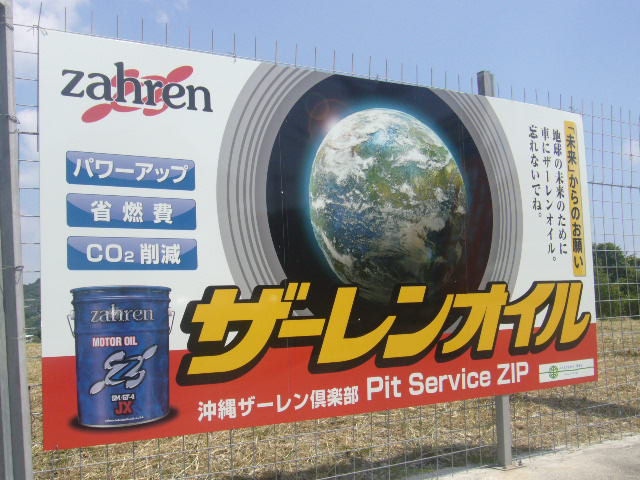 zahren
パワーアップ
省燃費
CO2削減
「未来」からのお願い
地球の未来のために
車にザーレンオイル。
忘れないでね。
ザーレンオイル
zahren
MOTOR OIL
SM/GF-4
JX
沖縄ザーレン倶楽部 Pit Service ZIP